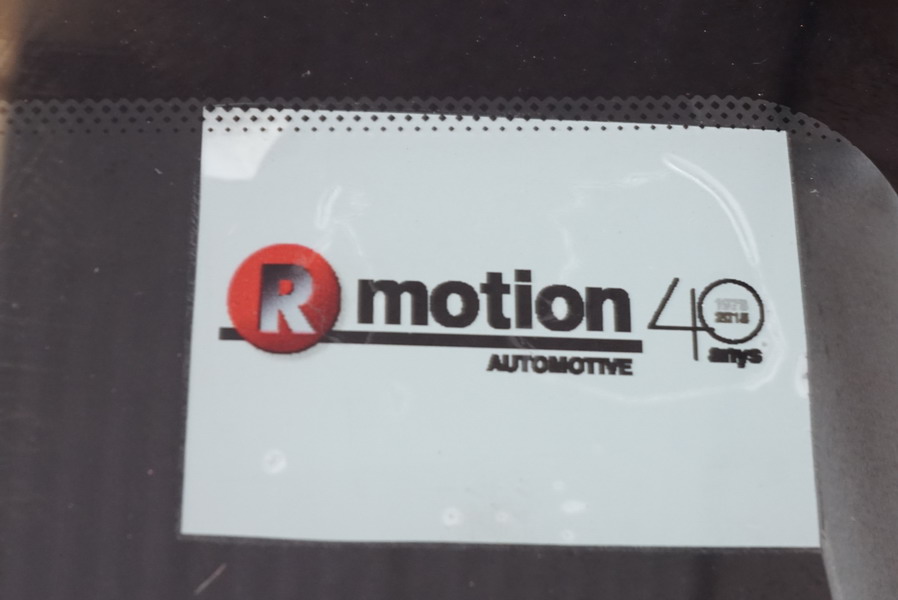 R motion 40
1978
2018
AUTOMOTIVE
anys